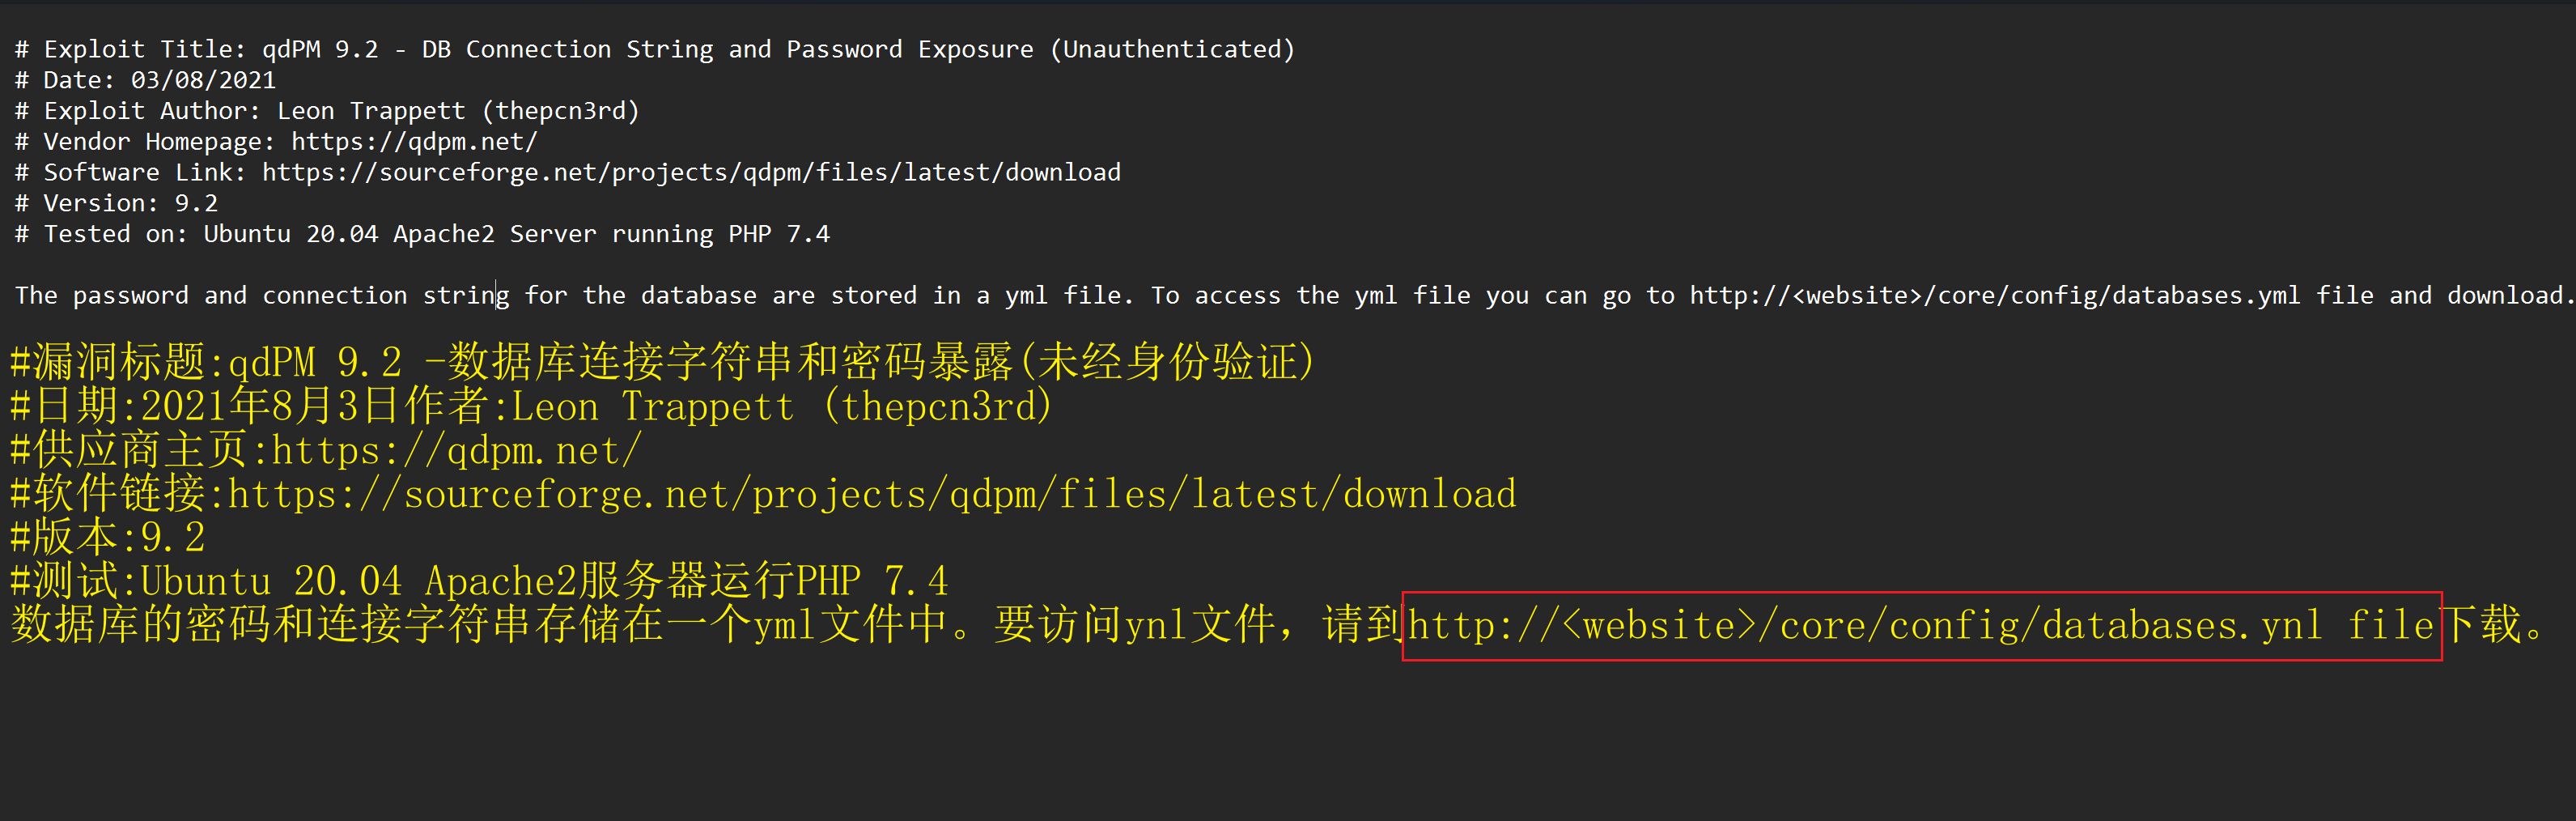 # Exploit Title: qdPM 9.2 - DB Connection String and Password Exposure (Unauthenticated)
# Date: 03/08/2021
# Exploit Author: Leon Trappett (thepcn3rd)
# Vendor Homepage: https://qdpm.net/
# Software Link: https://sourceforge.net/projects/qdpm/files/latest/download
# Version: 9.2
# Tested on: Ubuntu 20.04 Apache2 Server running PHP 7.4
The password and connection string for the database are stored in a yml file. To access the yml file you can go to http://<website>/core/config/databases.yml file and download.
#漏洞标题:qdPM 9.2 -数据库连接字符串和密码暴露(未经身份验证)
#日期:2021年8月3日作者:Leon Trappett (thepcn3rd)
#供应商主页:https://qdpm.net/
#软件链接:https://sourceforge.net/projects/qdpm/files/latest/download
#版本:9.2
#测试:Ubuntu 20.04 Apache2服务器运行PHP 7.4
数据库的密码和连接字符串存储在一个yml文件中。要访问ynl文件，请到http://<website>/core/config/databases.ynl file下载。